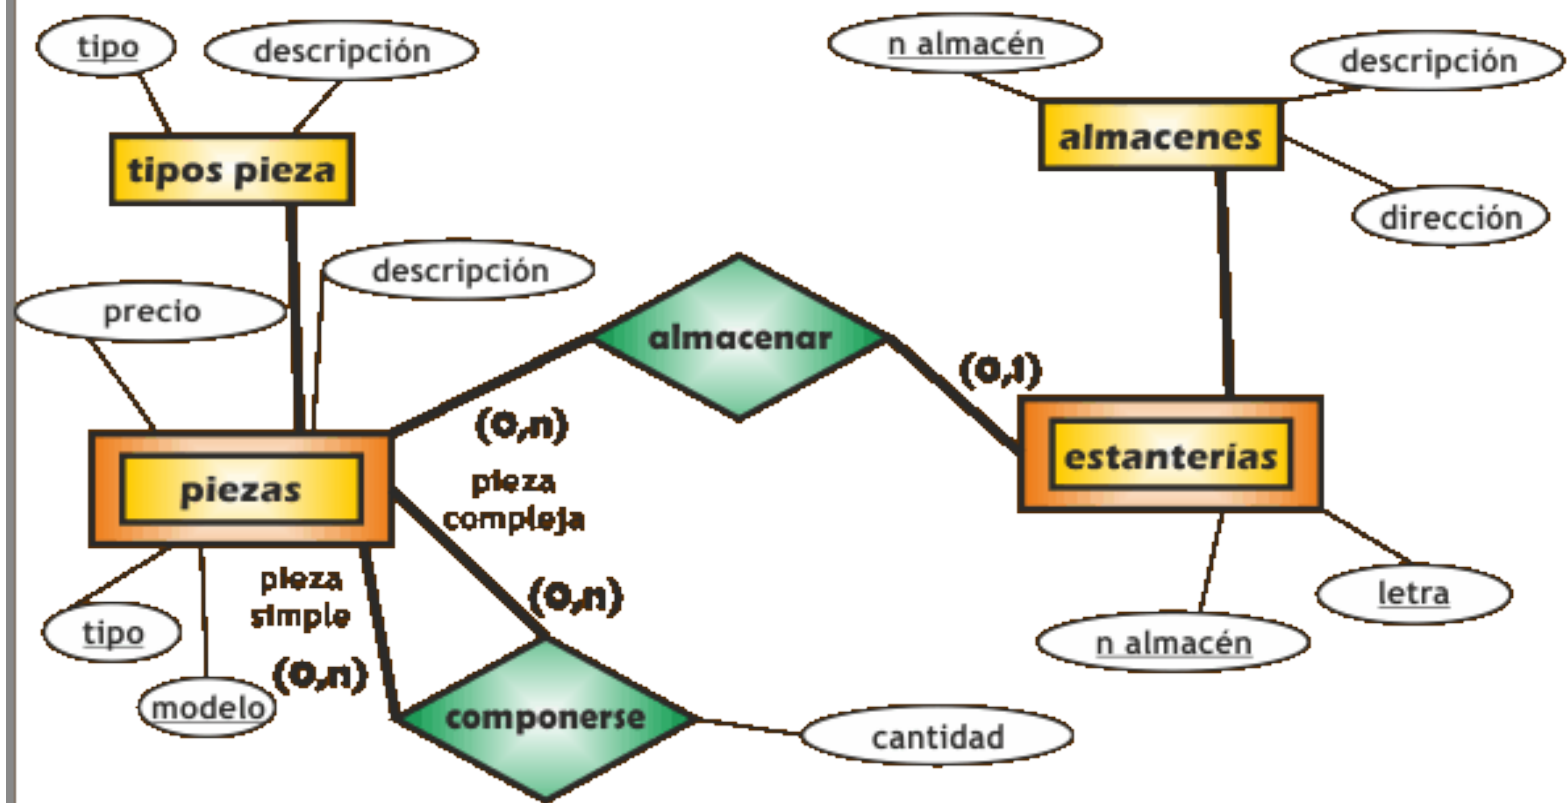 tipo
descripción
n almacén
descripción
tipos pieza
almacenes
dirección
precio
descripción
almacenar
(0,1)
(0,n)
piezas
estanterías
pieza
compleja
pieza
simple
(0,n)
letra
tipo
n almacén
(0,n)
modelo
componerse
cantidad